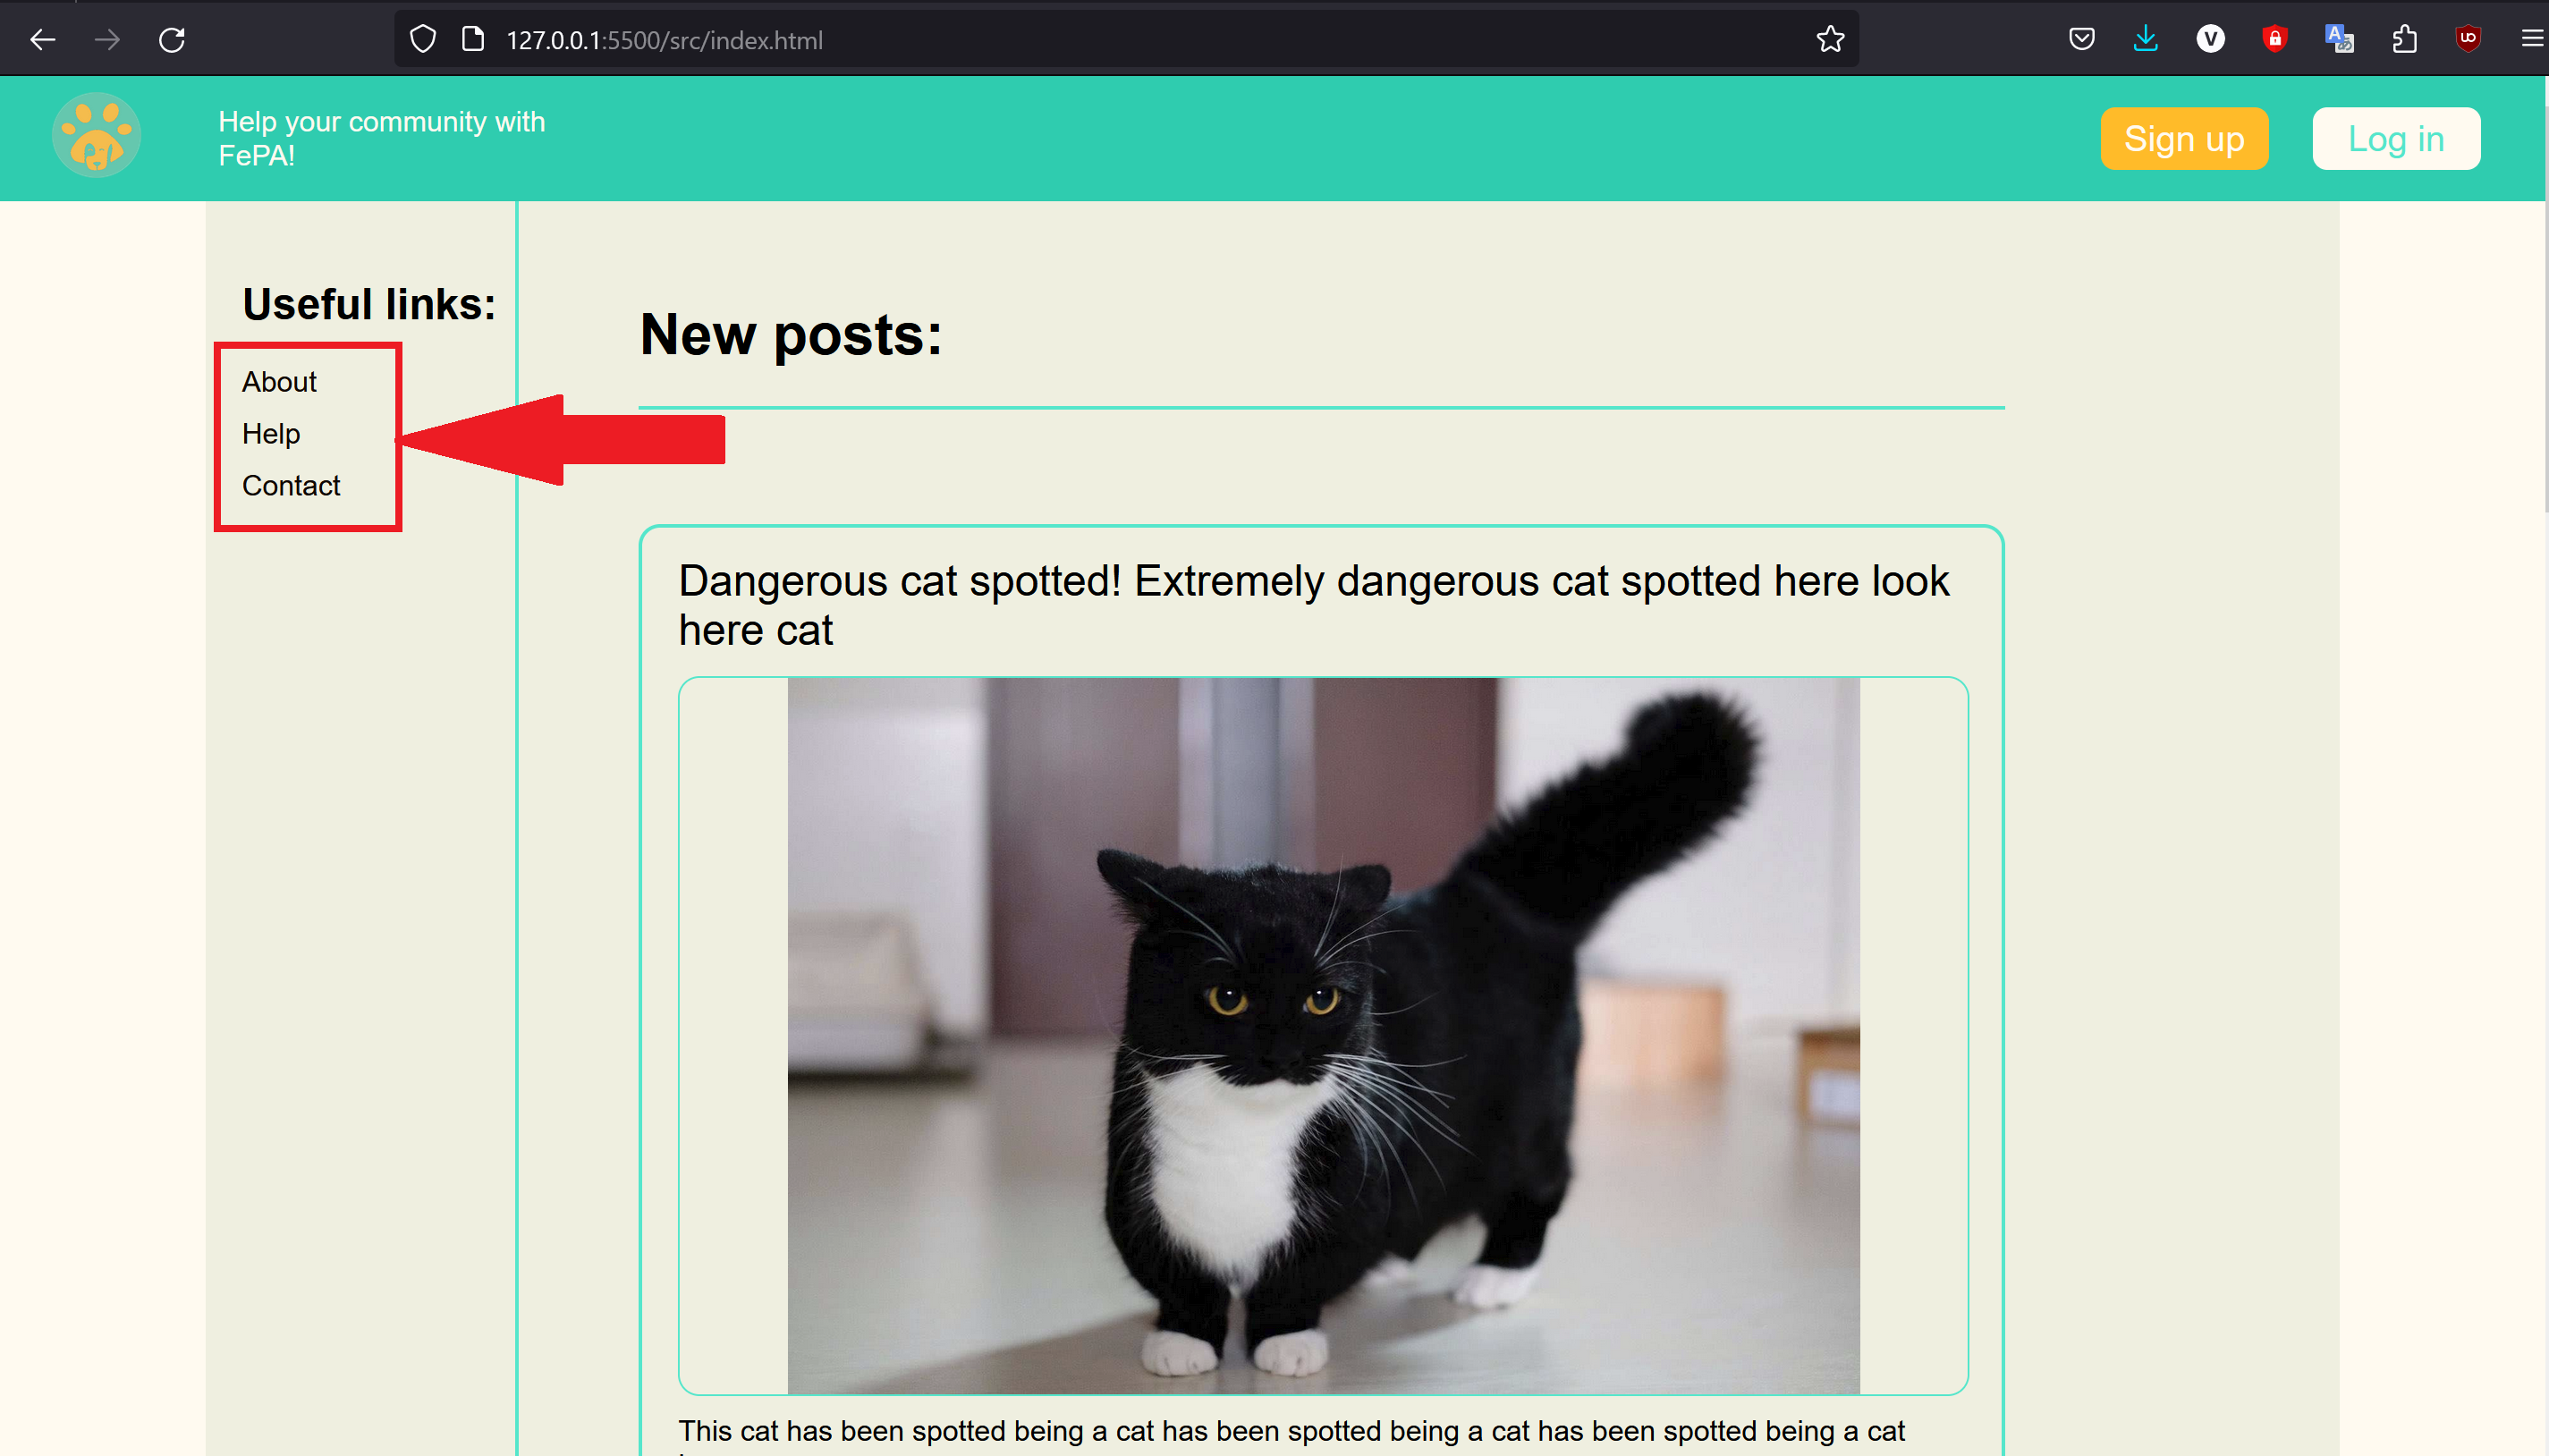 127.0.0.1:5500/src/index.html
Help your community with
FePA!
Sign up
Log in
Useful links:
About
Help
Contact
New posts:
Dangerous cat spotted! Extremely dangerous cat spotted here look
here cat
This cat has been spotted being a cat has been spotted being a cat has been spotted being a cat